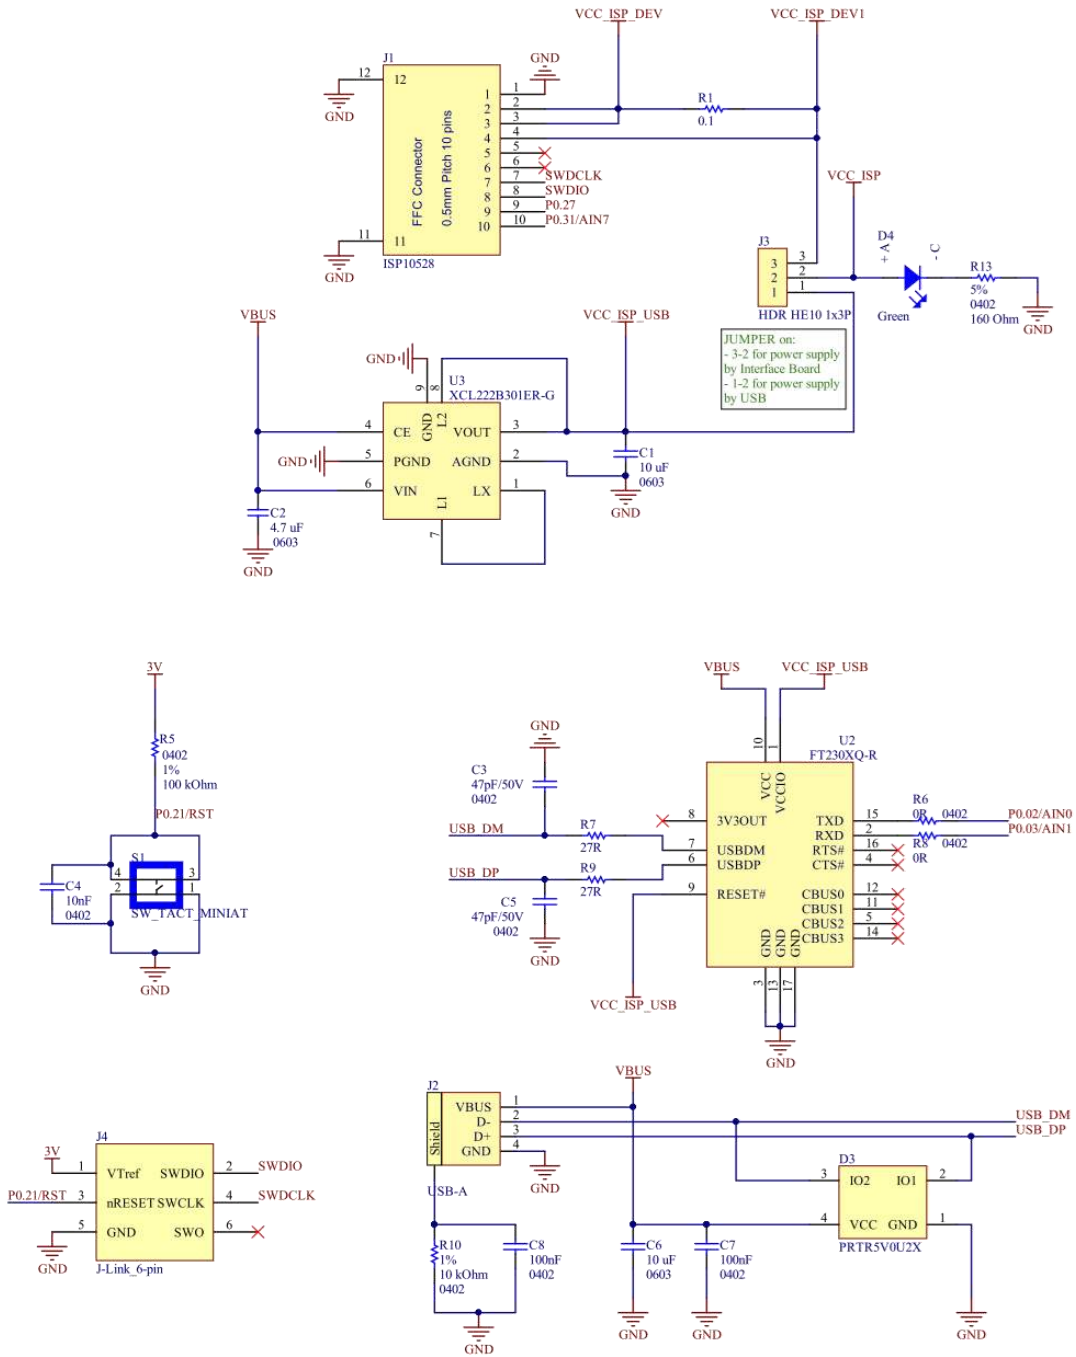 VCC_ISP_DEV
VCC_ISP_DEV1
J1
GND
12
12
GND
FFC Connector
0.5mm Pitch 10 pins
1
1
2
2
3
3
4
4
5
5
6
6
7
7
SWDCLK
8
8
SWDIO
9
9
P0.27
10
10
P0.31/AIN7
11
11
GND
ISP10528
R1
0.1
VCC_ISP
J3
3
3
2
2
1
1
HDR HE10 1x3P
D4
+ A
- C
Green
R13
5%
0402
160 Ohm
GND
JUMPER on:
- 3-2 for power supply
by Interface Board
- 1-2 for power supply
by USB
VBUS
VCC_ISP_USB
GND
9
8
U3
XCL222B301ER-G
GND
L2
4
CE
VOUT
3
GND
5
PGND
AGND
2
6
VIN
LX
1
L1
7
C1
10 uF
0603
GND
C2
4.7 uF
0603
GND
3V
R5
0402
1%
100 kOhm
P0.21/RST
S1
4
3
2
1
SW_TACT_MINIAT
C4
10nF
0402
GND
VBUS
VCC_ISP_USB
GND
C3
47pF/50V
0402
USB_DM
R7
27R
USB_DP
R9
27R
C5
47pF/50V
0402
GND
VCC_ISP_USB
U2
FT230XQ-R
10
1
VCC
VCCIO
8
3V3OUT
7
USBDM
6
USBDP
9
RESET#
TXD
15
RXD
2
RTS#
16
CTS#
4
CBUS0
12
CBUS1
11
CBUS2
5
CBUS3
14
GND
GND
GND
3
13
17
GND
R6
0R
0402
P0.02/AIN0
R8
0R
0402
P0.03/AIN1
J4
3V
1
VTref
SWDIO
2
SWDIO
P0.21/RST
3
nRESET
SWCLK
4
SWDCLK
5
GND
SWO
6
GND
J-Link_6-pin
J2
Shield
VBUS
1
D-
2
D+
3
GND
4
GND
USB-A
VBUS
USB_DM
USB_DP
R10
1%
10 kOhm
0402
C8
100nF
0402
GND
C6
10 uF
0603
GND
C7
100nF
0402
GND
D3
3
IO2
IO1
2
4
VCC
GND
1
PRTR5V0U2X
GND